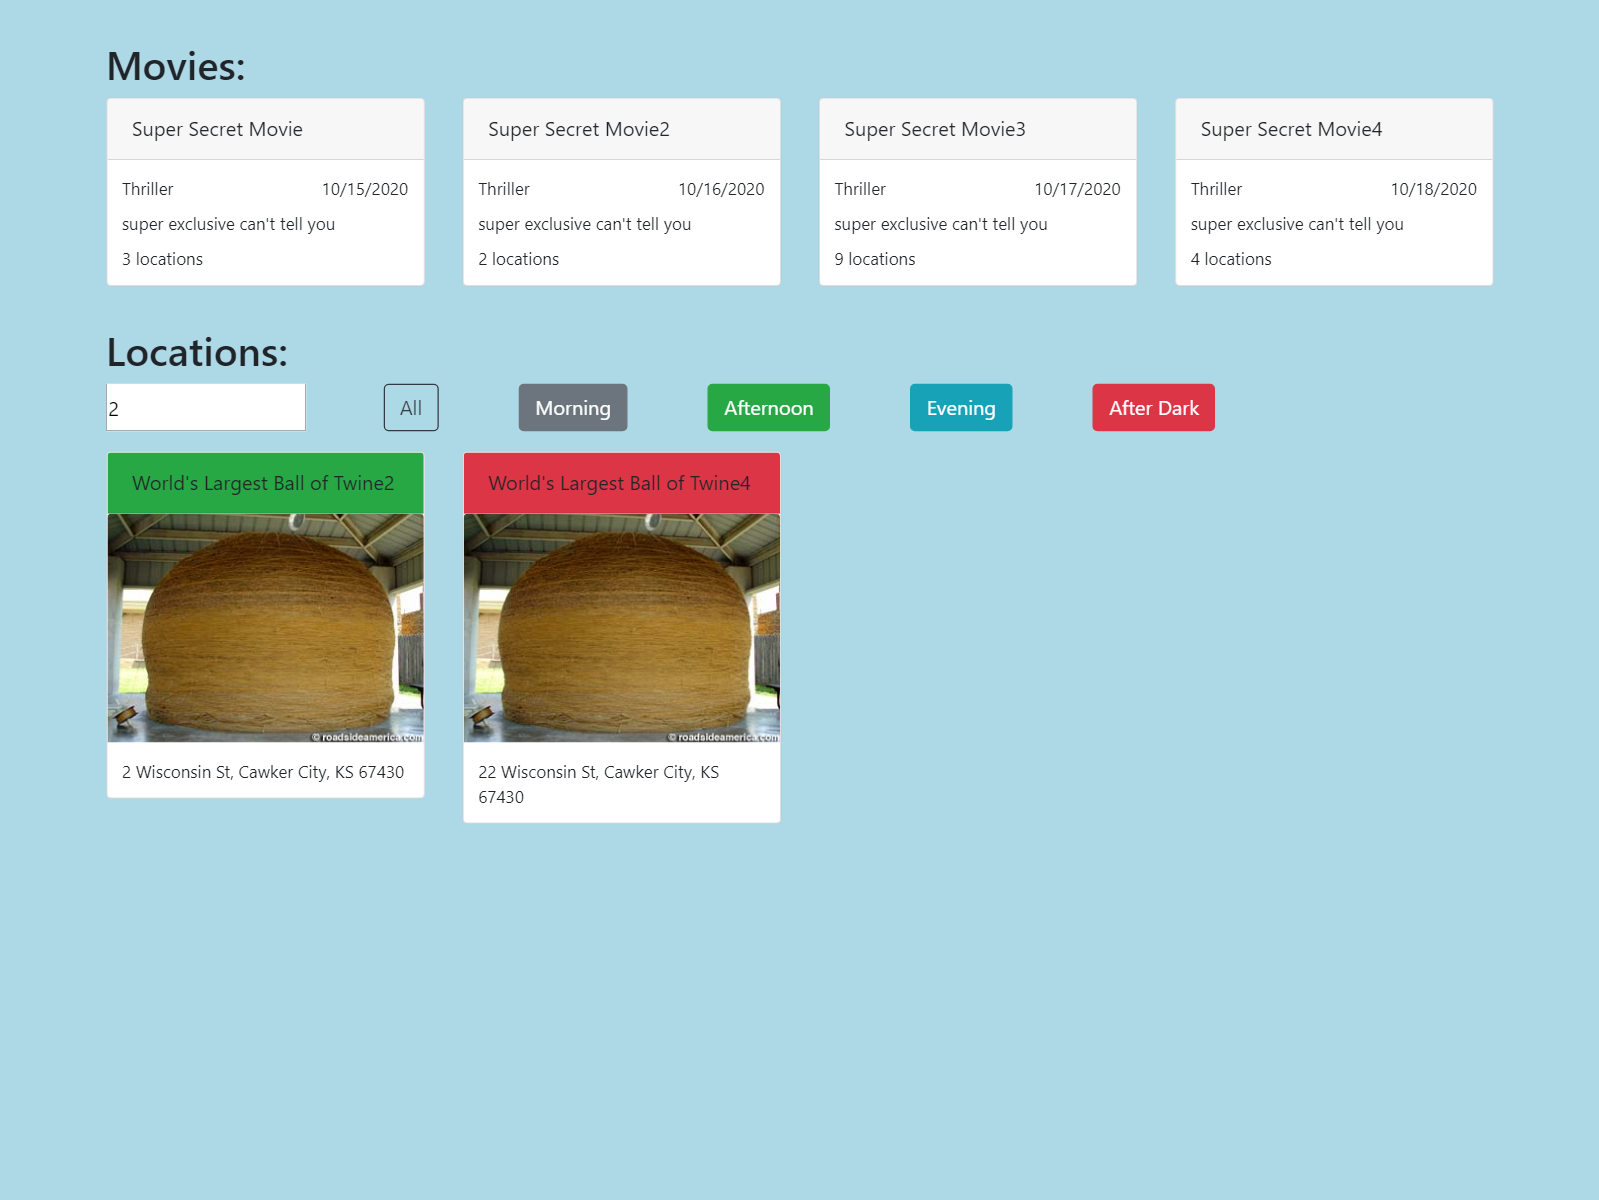 Movies:
Super Secret Movie
Super Secret Movie2
Super Secret Movie3
Super Secret Movie4
Thriller 10/15/2020
super exclusive can't tell you
3 locations
Thriller 10/16/2020
super exclusive can't tell you
2 locations
Thriller 10/17/2020
super exclusive can't tell you
9 locations
Thriller 10/18/2020
super exclusive can't tell you
4 locations
Locations:
2
All
Morning
Afternoon
Evening
After Dark
World's Largest Ball of Twine2
© roadsideamerica.com
2 Wisconsin St, Cawker City, KS 67430
World's Largest Ball of Twine4
© roadsideamerica.com
22 Wisconsin St, Cawker City, KS
67430